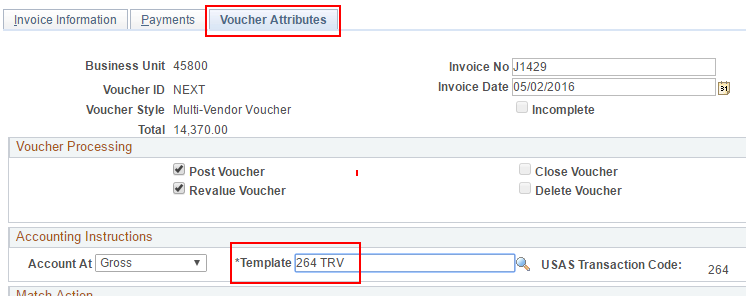 Invoice Information Payments Voucher Attributes
Business Unit 45800 Invoice No J1429
Voucher ID NEXT Invoice Date 05/02/2016 31
Voucher Style Multi-Vendor Voucher Incomplete
Total 14,370.00
Voucher Processing
Post Voucher Close Voucher
Revalue Voucher Delete Voucher
Accounting Instructions
Account At Gross *Template 264 TRV USAS Transaction Code: 264
Match Action